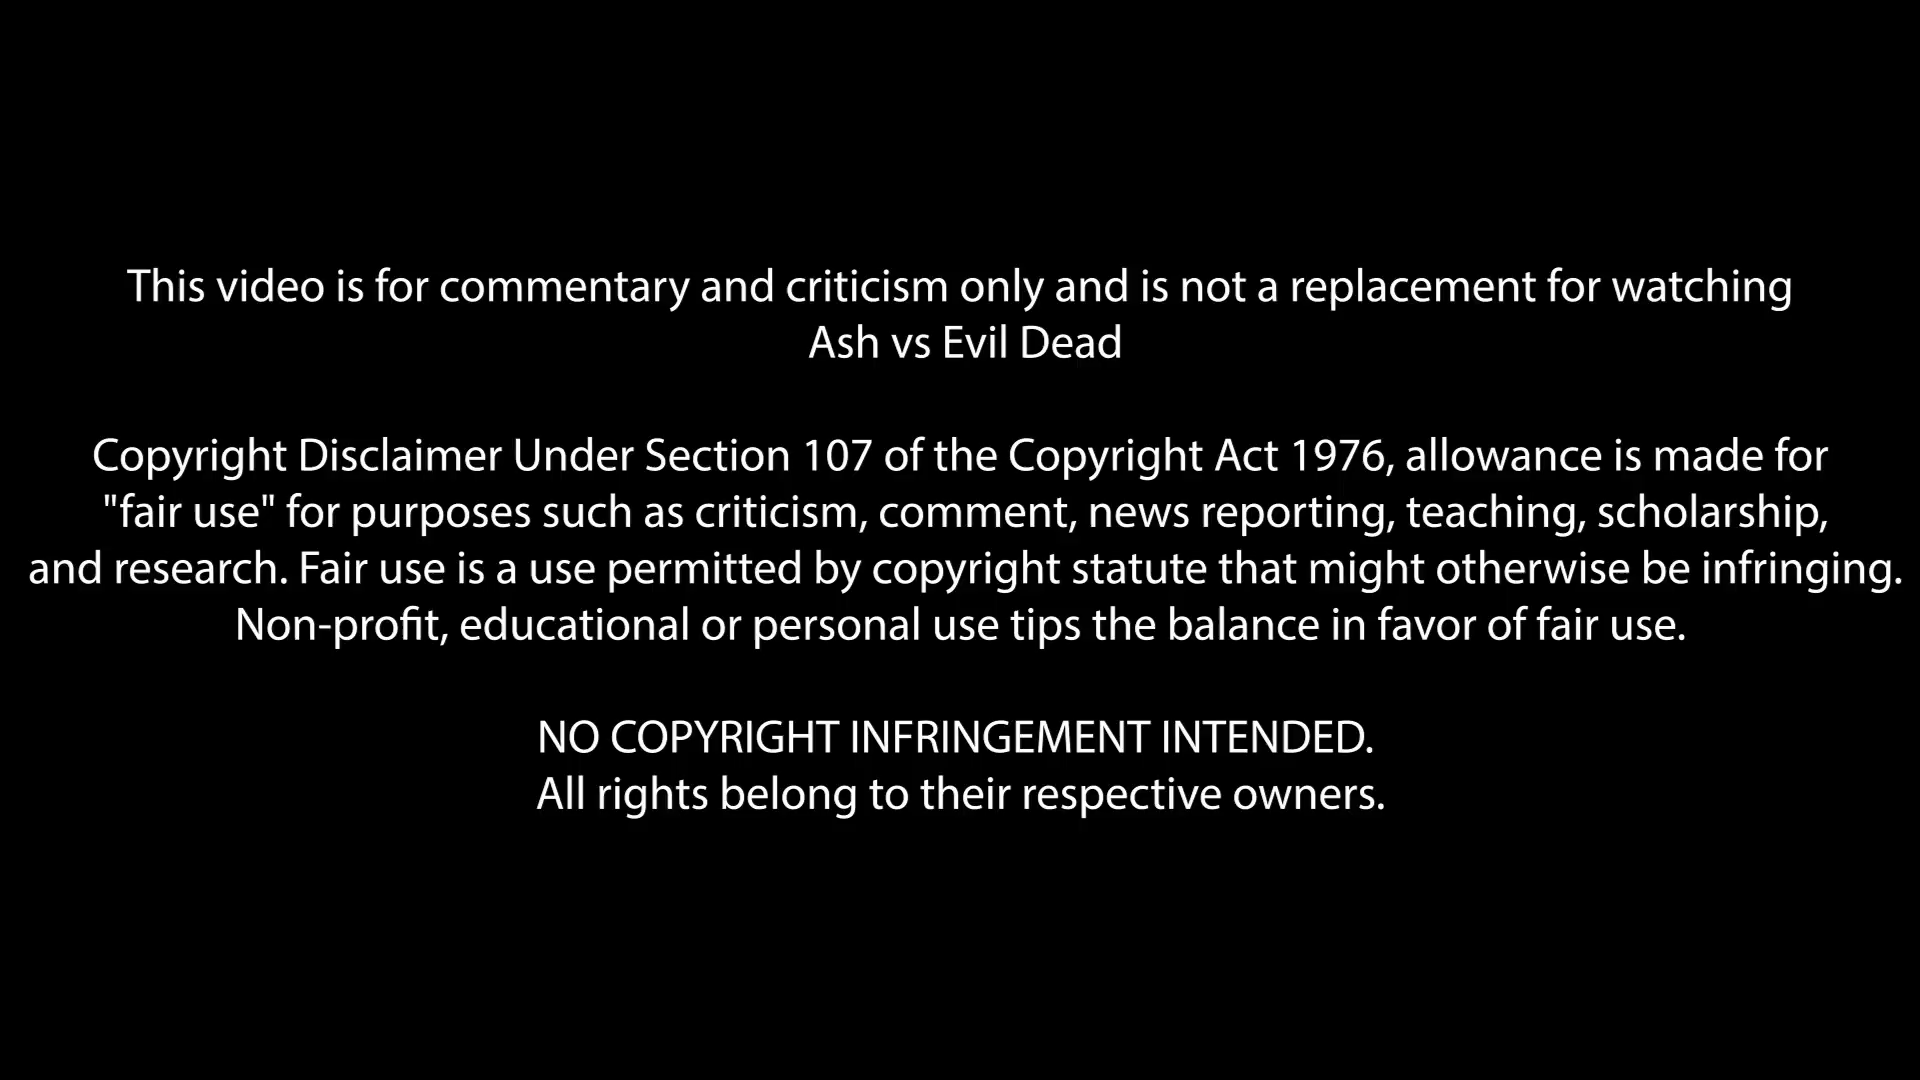 This video is for commentary and criticism only and is not a replacement for watching
Ash vs Evil Dead
Copyright Disclaimer Under Section 107 of the Copyright Act 1976, allowance is made for
"fair use" for purposes such as criticism, comment, news reporting, teaching, scholarship,
and research. Fair use is a use permitted by copyright statute that might otherwise be infringing.
Non-profit, educational or personal use tips the balance in favor of fair use.
NO COPYRIGHT INFRINGEMENT INTENDED.
All rights belong to their respective owners.